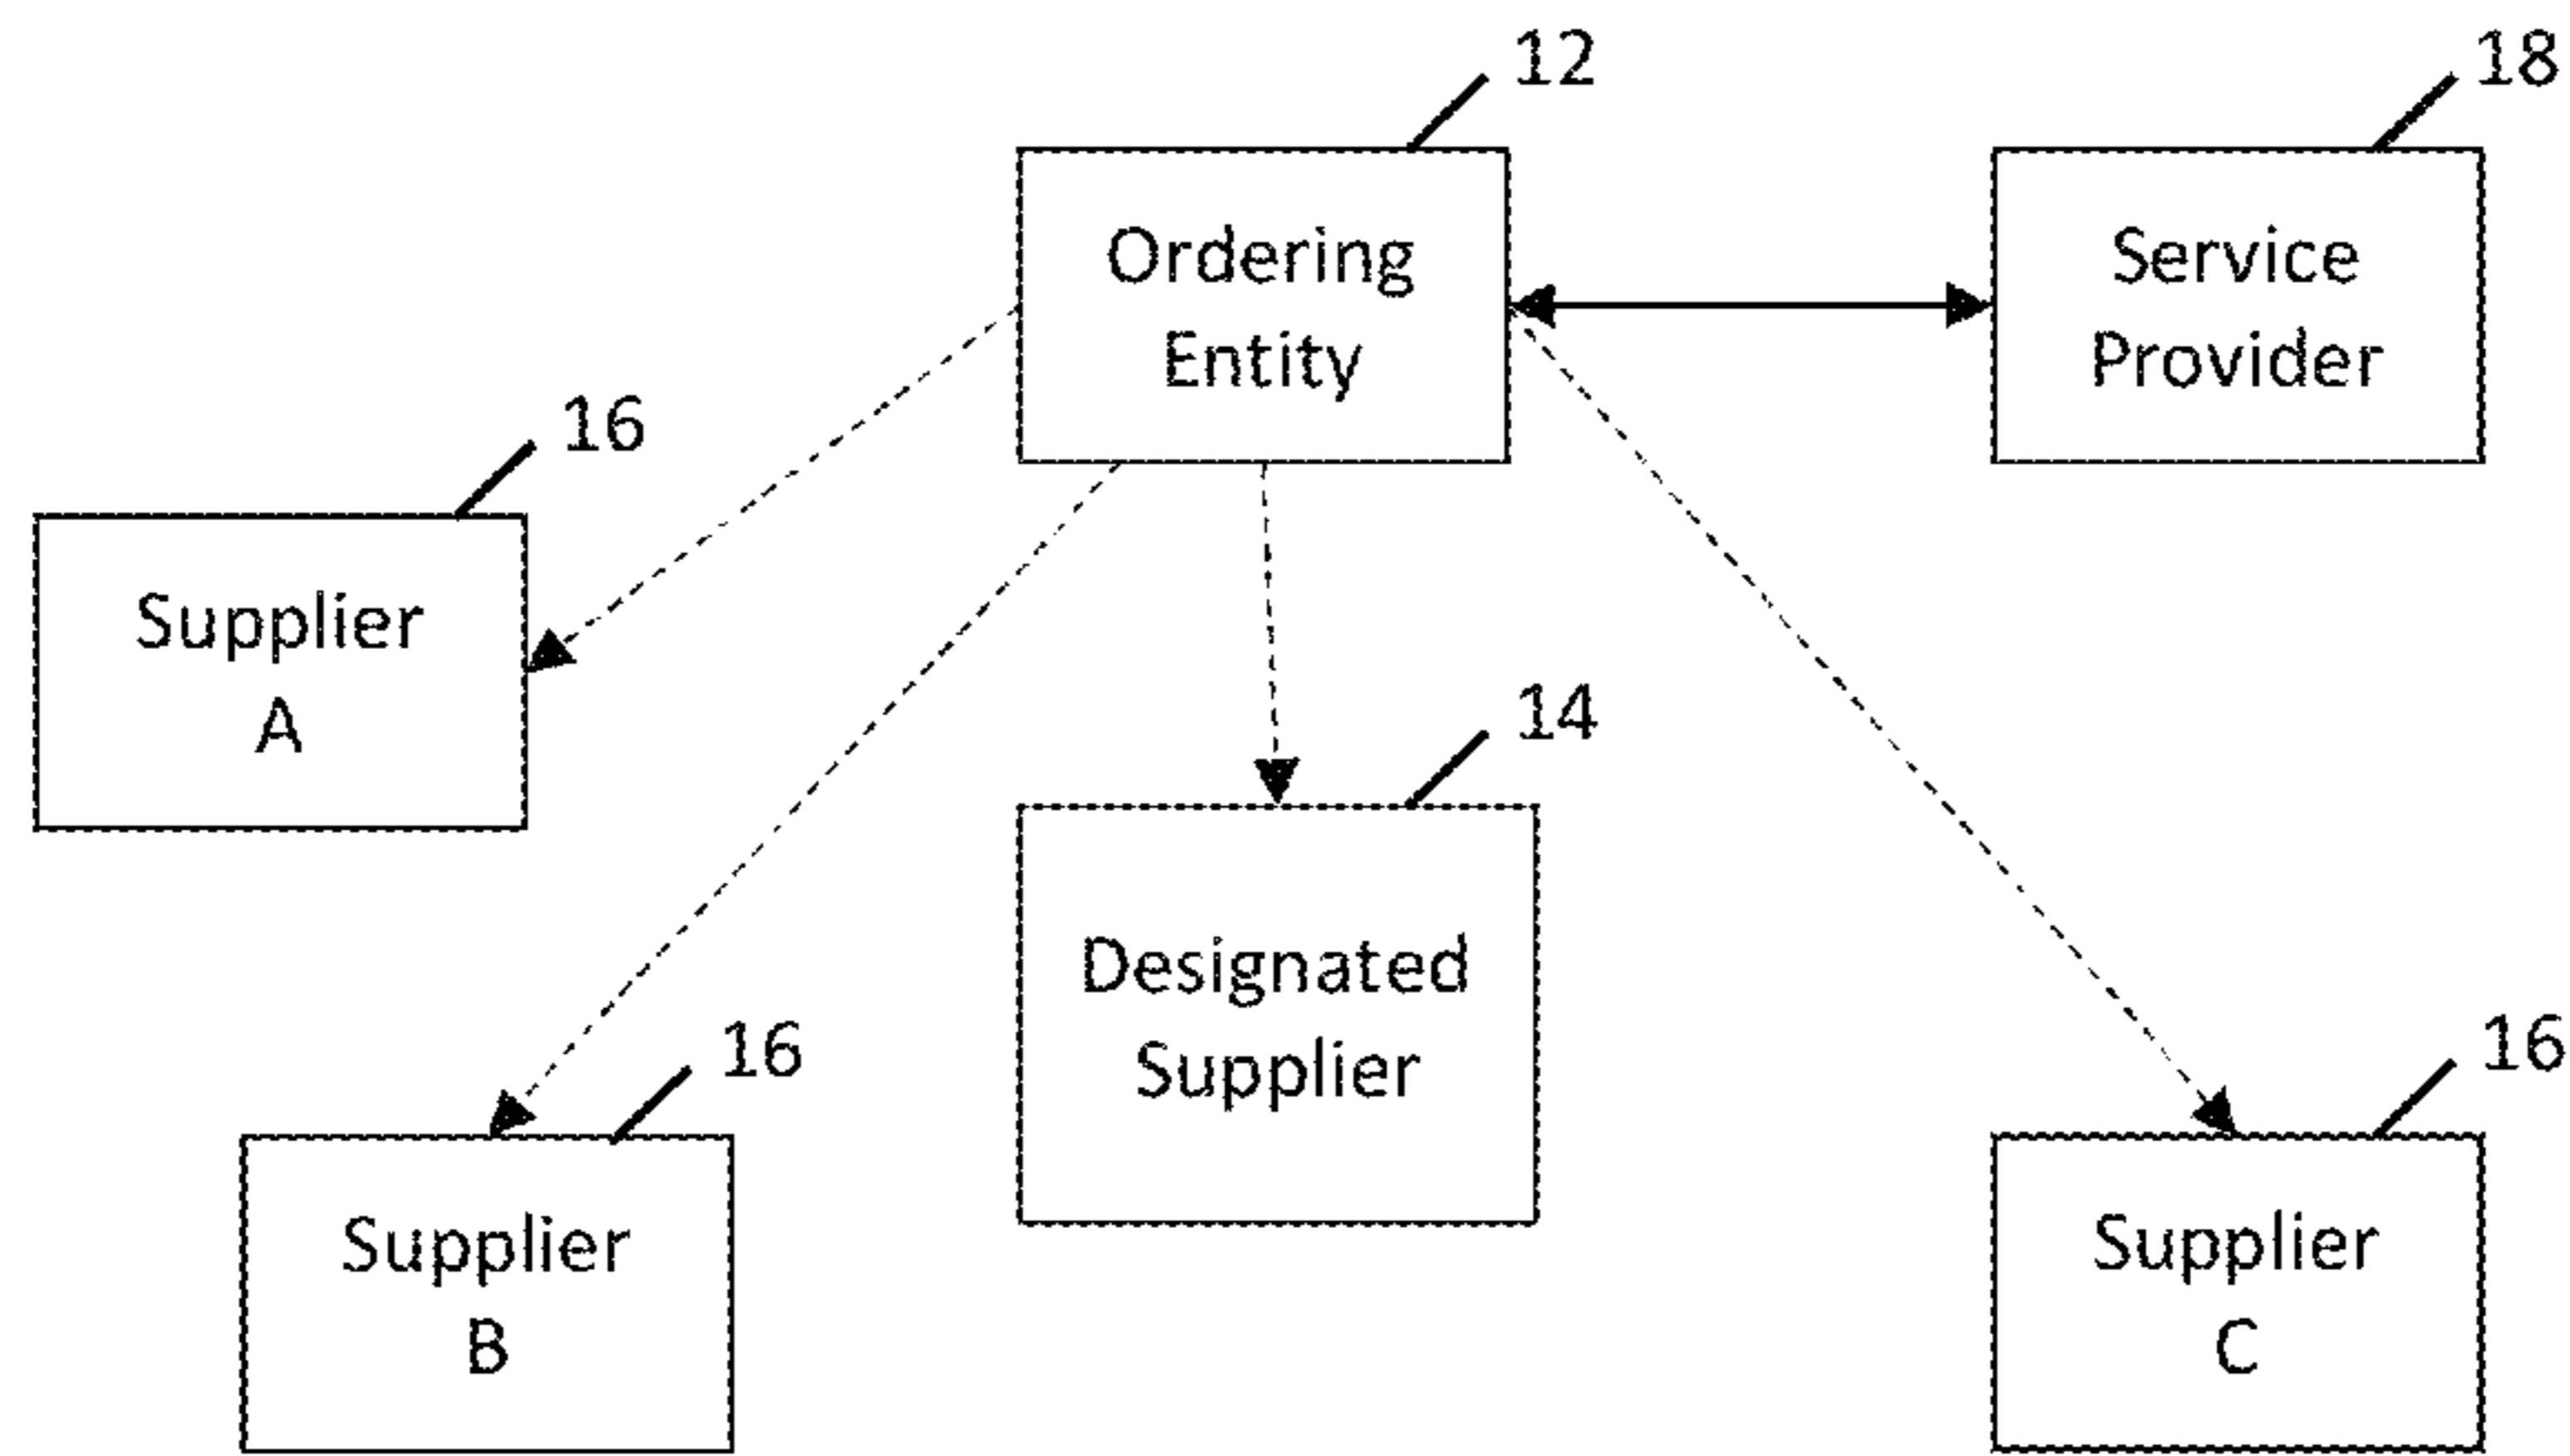 12
18
Ordering
Entity
Service
Provider
16
Supplier
A
14
Designated
Supplier
16
Supplier
B
16
Supplier
C